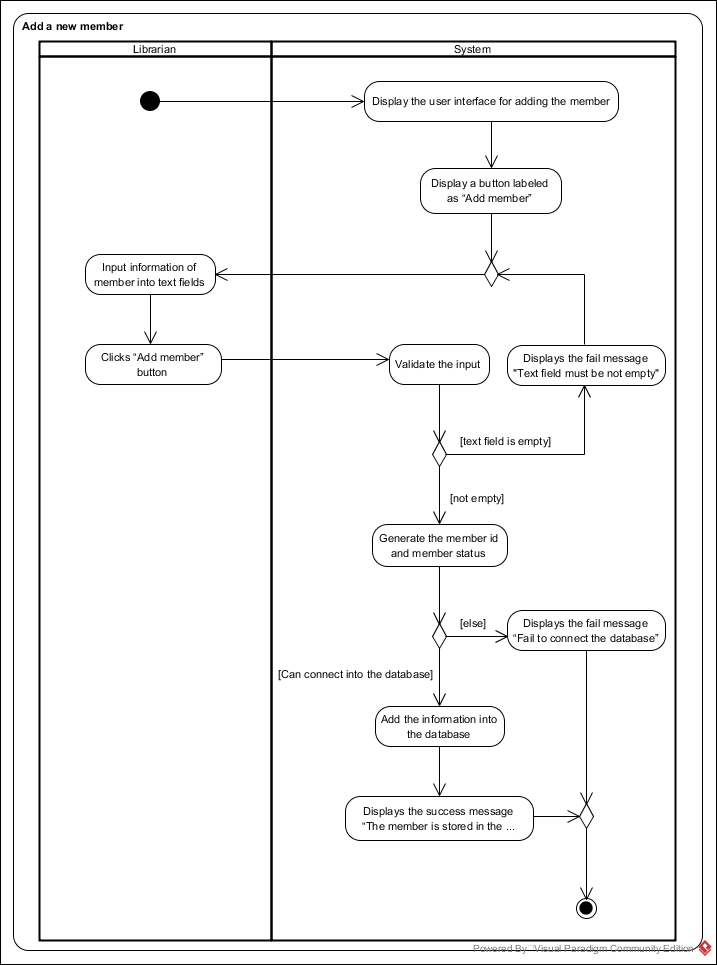 Add a new member
Librarian
System
Display the user interface for adding the member
Display a button labeled
as “Add member”
Input information of
member into text fields
Clicks “Add member”
button
Validate the input
Displays the fail message
"Text field must be not empty"
[text field is empty]
[not empty]
Generate the member id
and member status
[else]
Displays the fail message
“Fail to connect the database”
[Can connect into the database]
Add the information into
the database
Displays the success message
“The member is stored in the ...
Powered By Visual Paradigm Community Edition